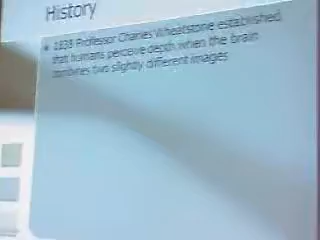 History
1838 Professor Charles Wheatstone established
that humans perceive depth when the brain
combines two slightly different images